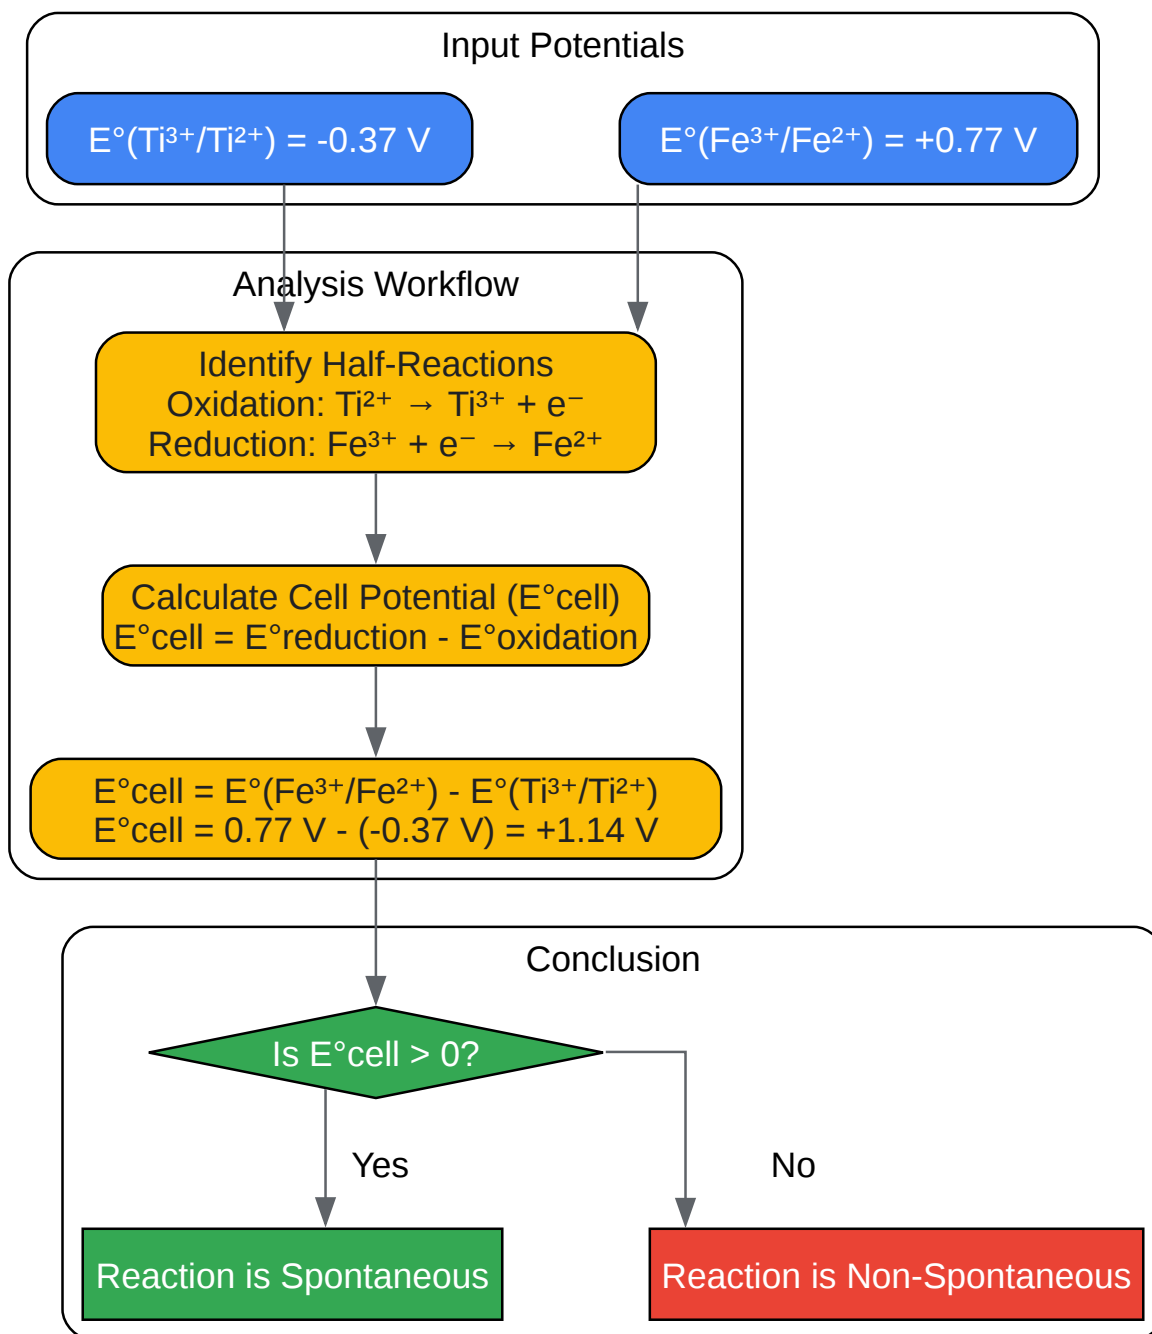 Input Potentials
E°(Ti³⁺/Ti²⁺) = -0.37 V
E°(Fe³⁺/Fe²⁺) = +0.77 V
Analysis Workflow
Identify Half-Reactions
Oxidation: Ti²⁺ → Ti³⁺ + e⁻
Reduction: Fe³⁺ + e⁻ → Fe²⁺
Calculate Cell Potential (E°cell)
E°cell = E°reduction - E°oxidation
E°cell = E°(Fe³⁺/Fe²⁺) - E°(Ti³⁺/Ti²⁺)
E°cell = 0.77 V - (-0.37 V) = +1.14 V
Conclusion
Is E°cell > 0?
Yes
No
Reaction is Spontaneous
Reaction is Non-Spontaneous